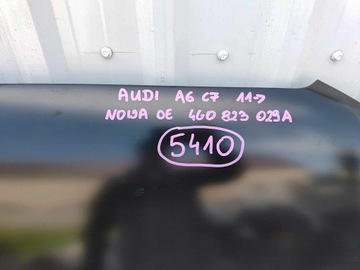 AUDI A6 C7 11->
NOWA OE 4G0 823 029A
5410